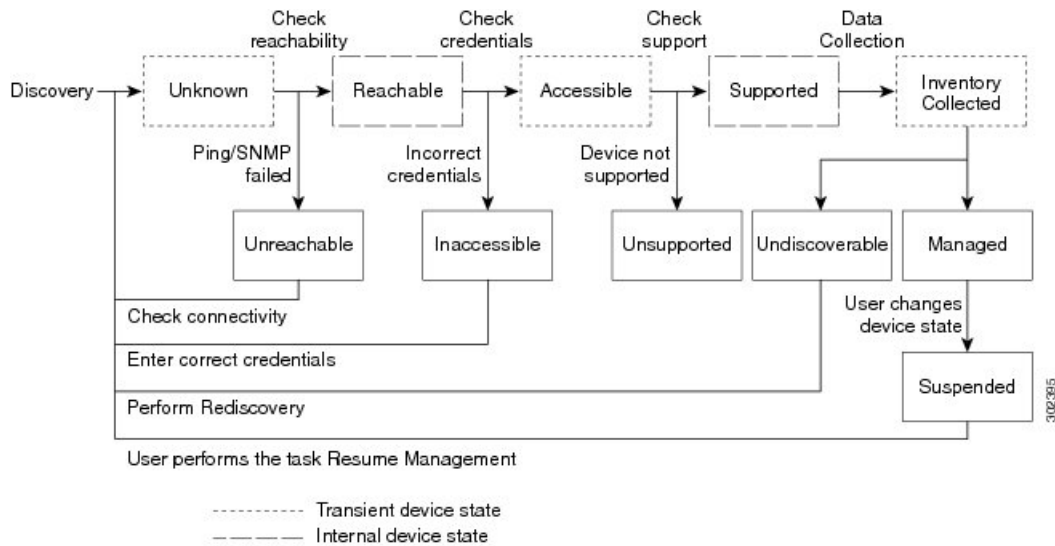 Check
reachability
Check
credentials
Check
support
Data
Collection
Discovery
Unknown
Reachable
Accessible
Supported
Inventory
Collected
Ping/SNMP
failed
Incorrect
credentials
Device not
supported
Unreachable
Inaccessible
Unsupported
Undiscoverable
Managed
Check connectivity
User changes
device state
Enter correct credentials
Suspended
302395
Perform Rediscovery
User performs the task Resume Management
Transient device state
Internal device state